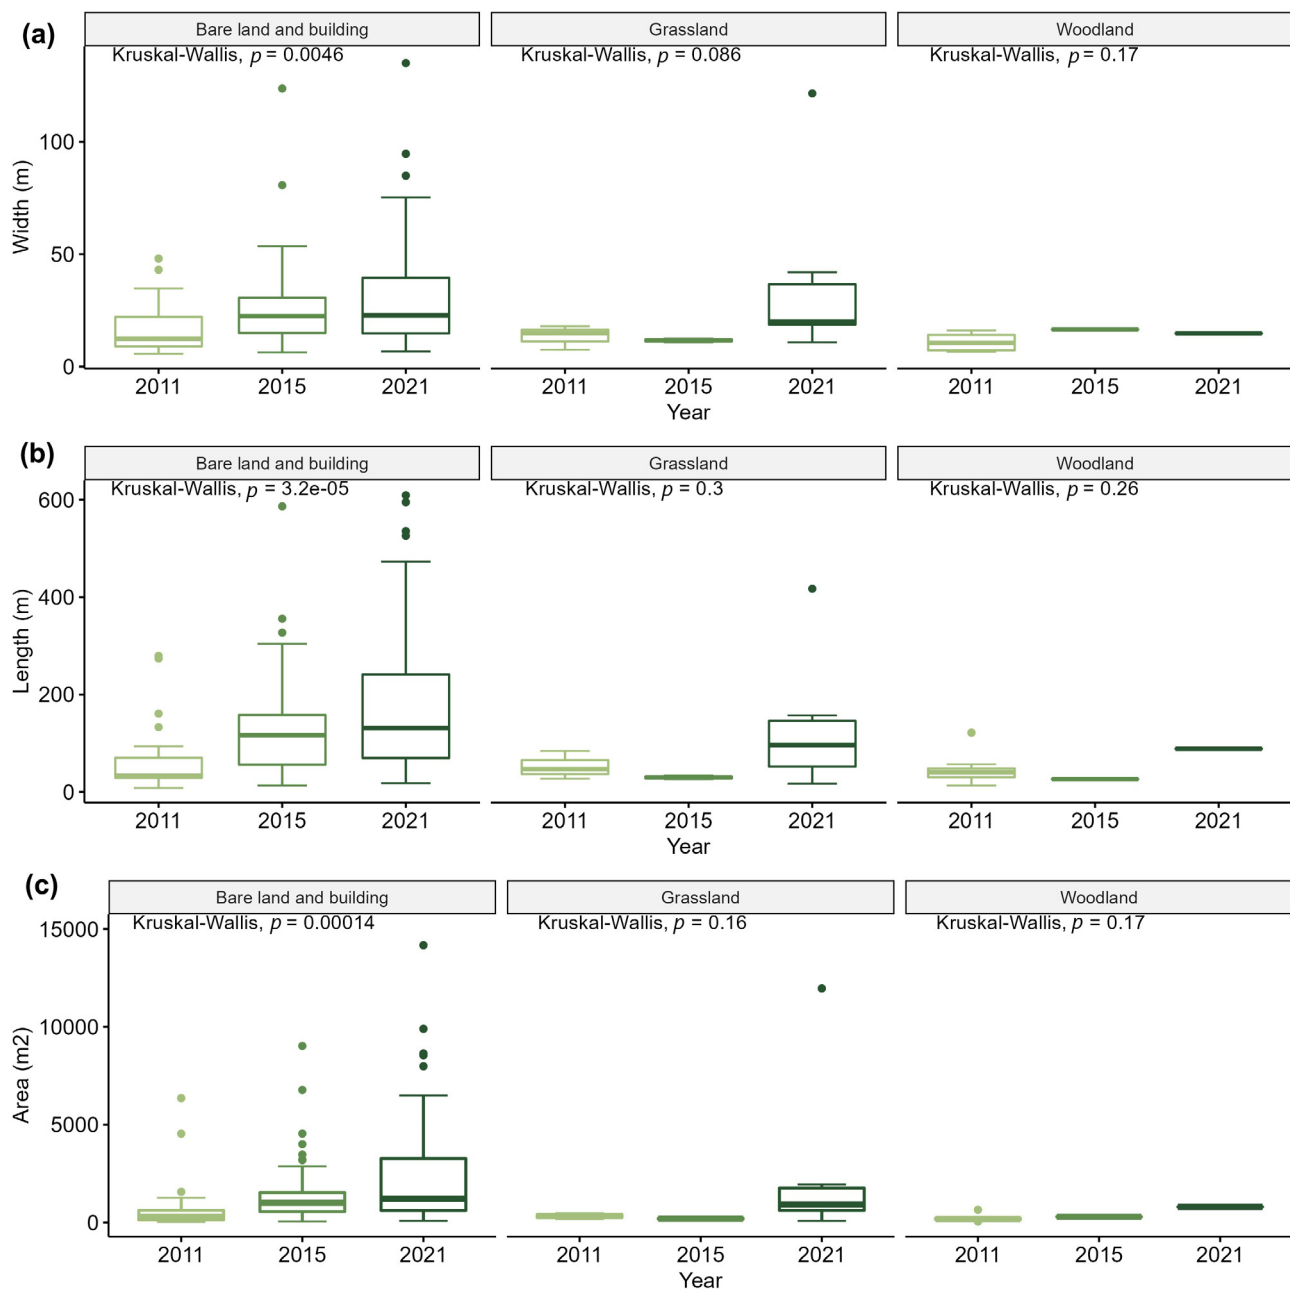 (a)
Bare land and building Grassland Woodland
Kruskal-Wallis, p = 0.0046 Kruskal-Wallis, p = 0.086 Kruskal-Wallis, p = 0.17
Width (m)
100
50
0
2011 2015 2021 2011 2015 2021 2011 2015 2021
Year
(b)
Bare land and building Grassland Woodland
Kruskal-Wallis, p = 3.2e-05 Kruskal-Wallis, p = 0.3 Kruskal-Wallis, p = 0.26
Length (m)
600
400
200
0
2011 2015 2021 2011 2015 2021 2011 2015 2021
Year
(c)
Bare land and building Grassland Woodland
Kruskal-Wallis, p = 0.00014 Kruskal-Wallis, p = 0.16 Kruskal-Wallis, p = 0.17
Area (m2)
15000
10000
5000
0
2011 2015 2021 2011 2015 2021 2011 2015 2021
Year